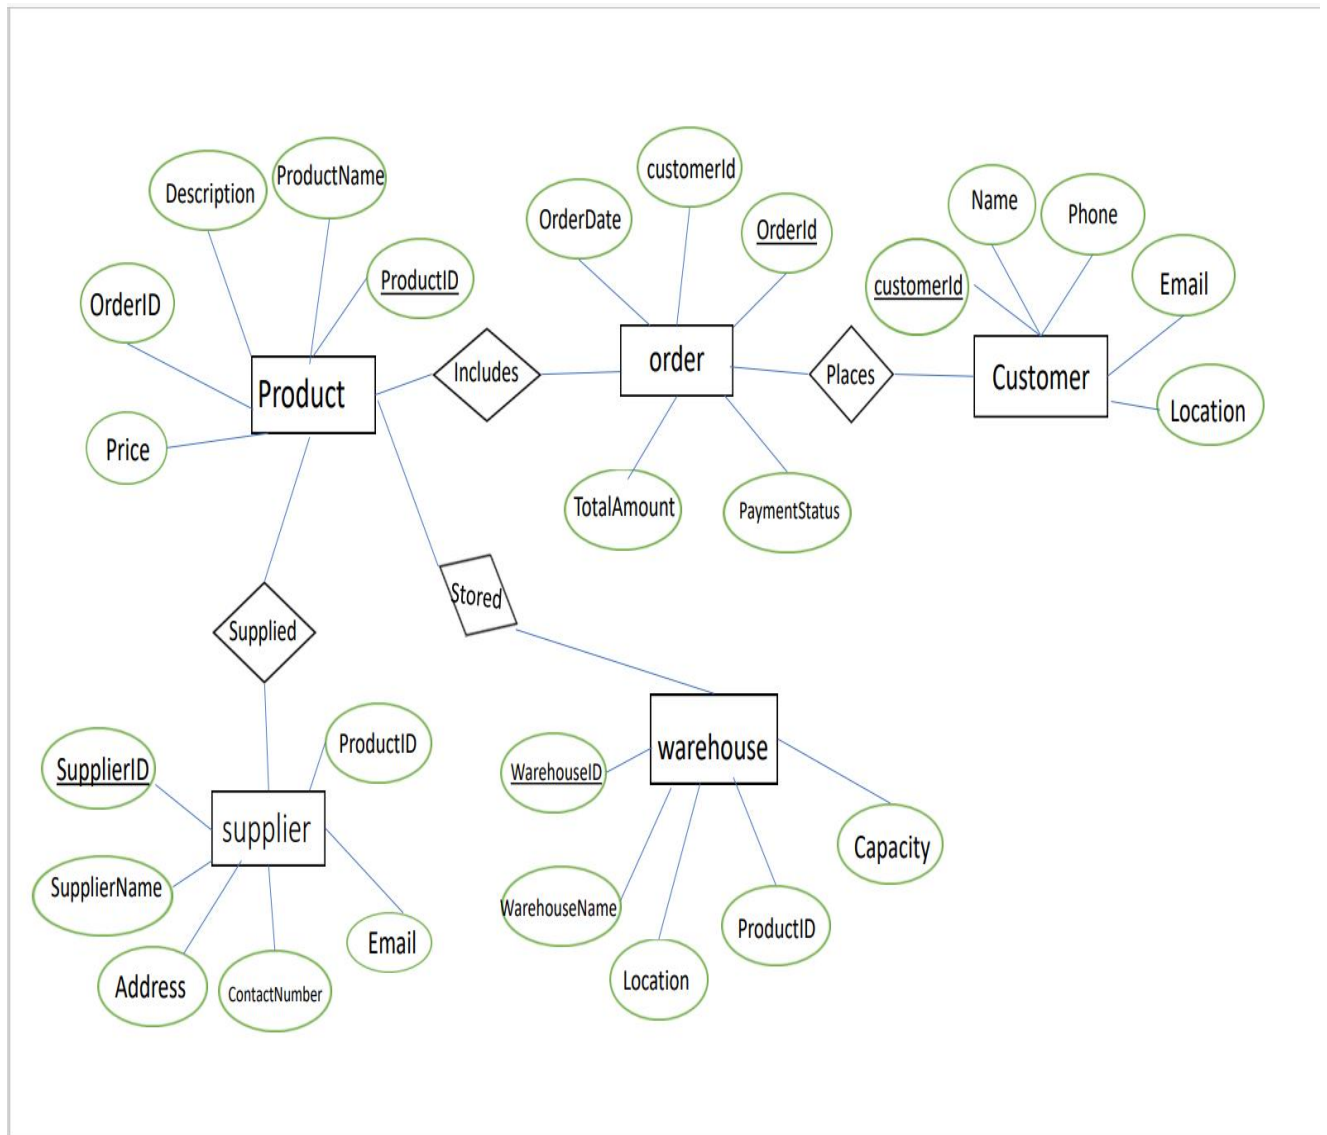 Description
ProductName
customerId
OrderDate
OrderId
Name
Phone
customerId
Email
ProductID
OrderID
Product
Includes
order
Places
Customer
Location
Price
TotalAmount
PaymentStatus
Stored
Supplied
ProductID
SupplierID
warehouse
WarehouseID
supplier
Capacity
SupplierName
WarehouseName
ProductID
Email
Address
ContactNumber
Location